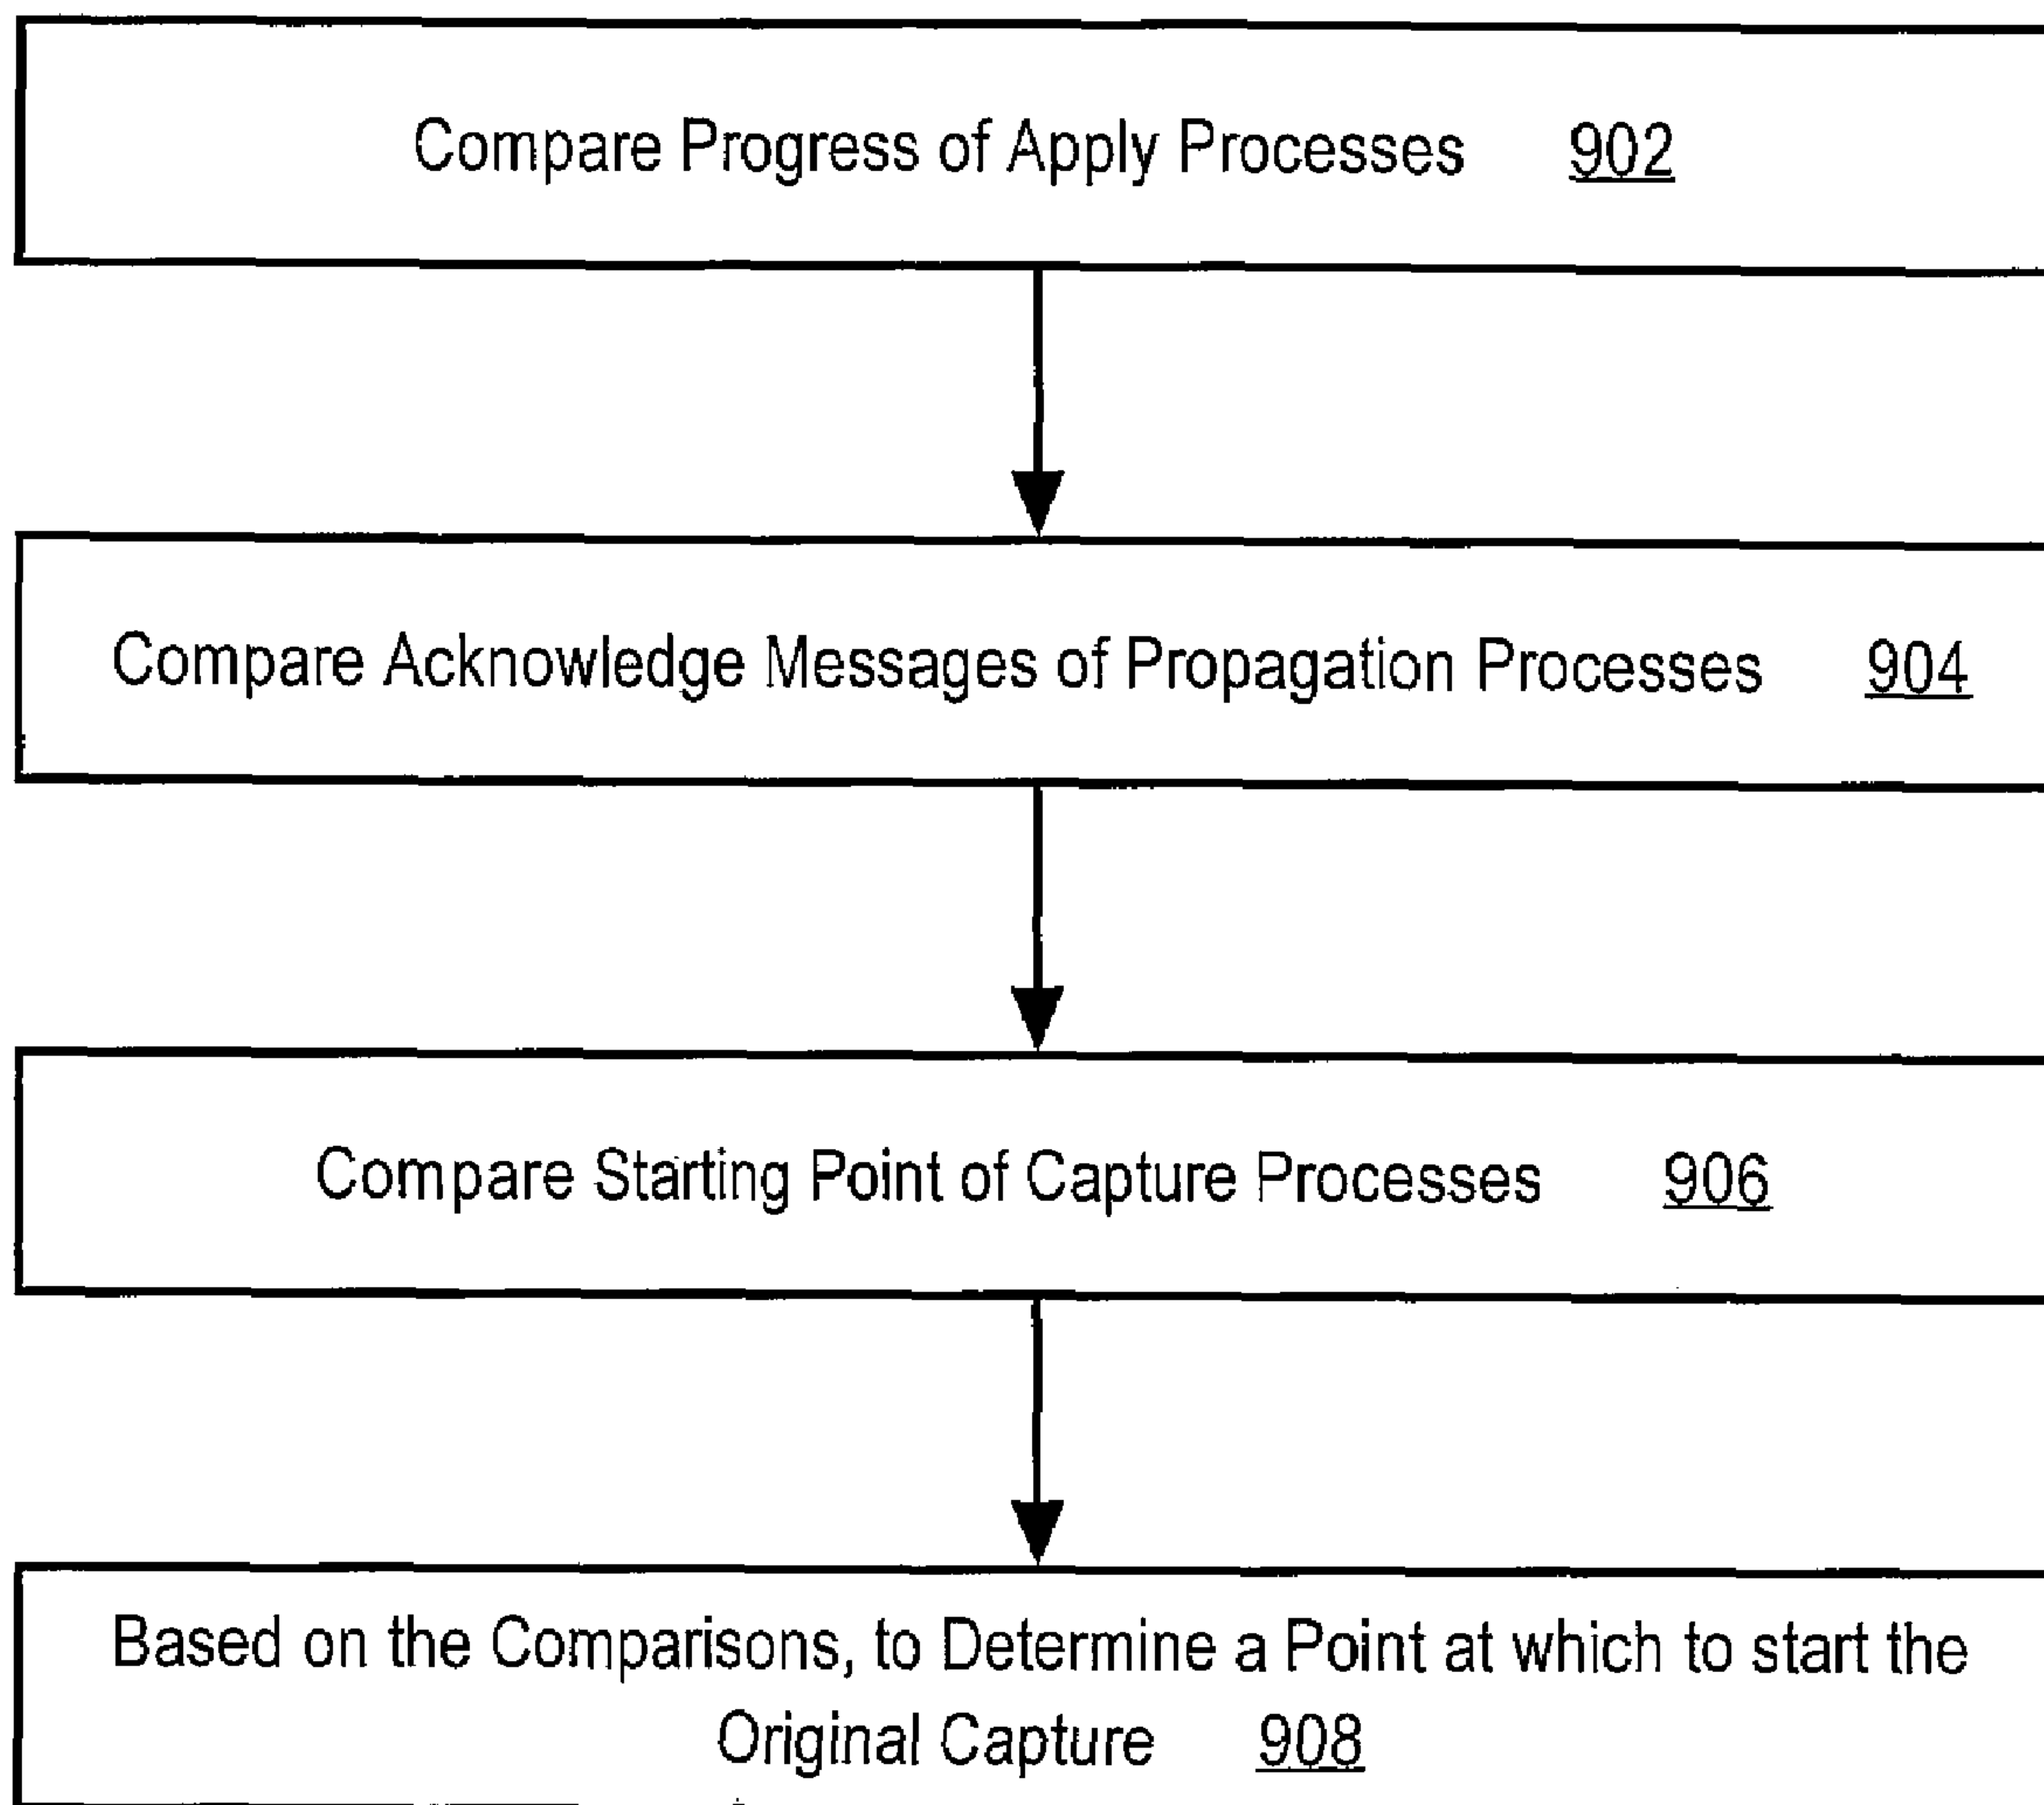 Compare Progress of Apply Processes 902
Compare Acknowledge Messages of Propagation Processes 904
Compare Starting Point of Capture Processes 906
Based on the Comparisons, to Determine a Point at which to start the
Original Capture 908